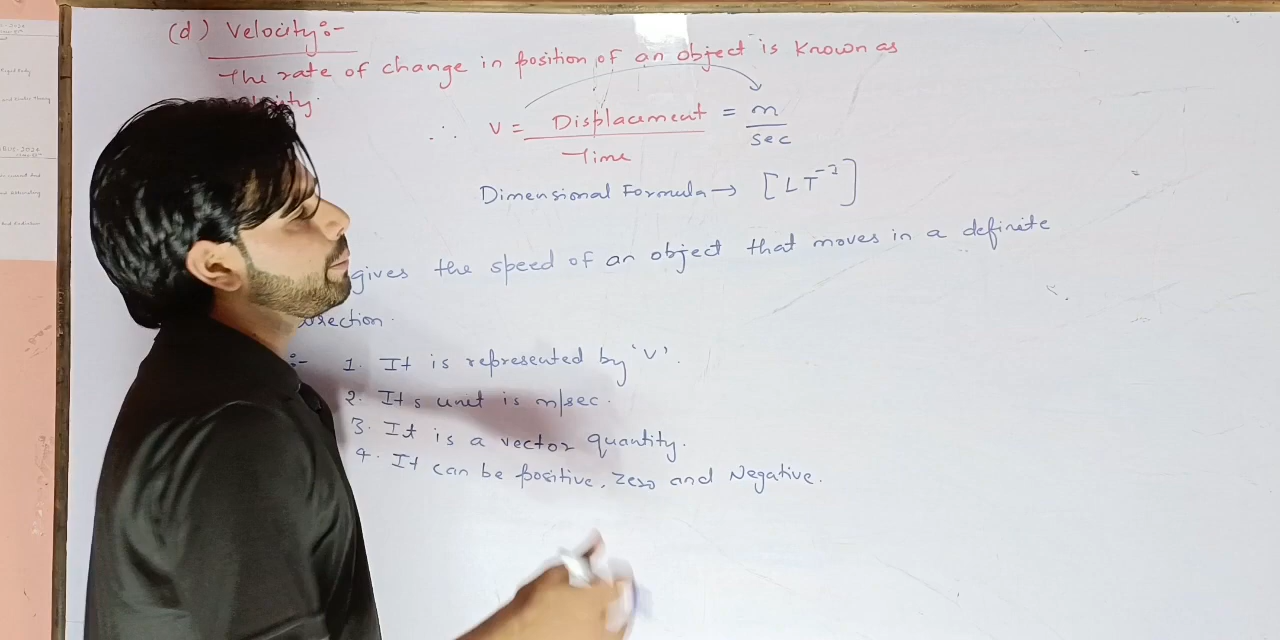 (d) Velocity:-
The rate of change in position of an object is known as
∴ v = Displacement = m
Time sec
Dimensional Formula → [LT⁻¹]
gives the speed of an object that moves in a definite
:- 1. It is represented by 'v'.
2. Its unit is m/sec.
3. It is a vector quantity.
4. It can be positive, zero and Negative.